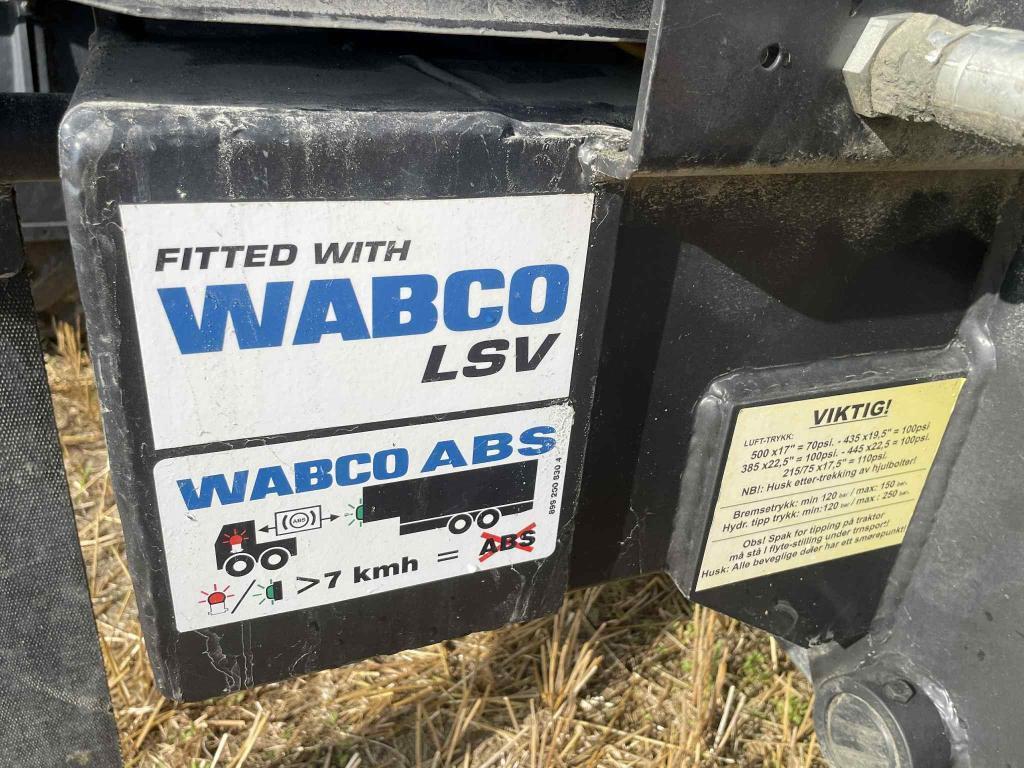 FITTED WITH
WABCO
LSV
WABCO ABS
ABS
>7 kmh = ABS
899 200 830 4
VIKTIG!
LUFT-TRYKK:
500 x17" = 70psi. - 435 x19,5" = 100psi
385 x22,5" = 100psi. - 445 x22,5 = 100psi.
215/75 x17,5" = 110psi.
NB!: Husk etter-trekking av hjulbolter!
Bremsetrykk: min 120 bar / max: 150 bar.
Hydr. tipp trykk: min:120 bar / max.: 250 bar.
Obs! Spak for tipping på traktor
må stå I flyte-stilling under trnsport!
Husk: Alle beveglige døler har ett smørepunkt!